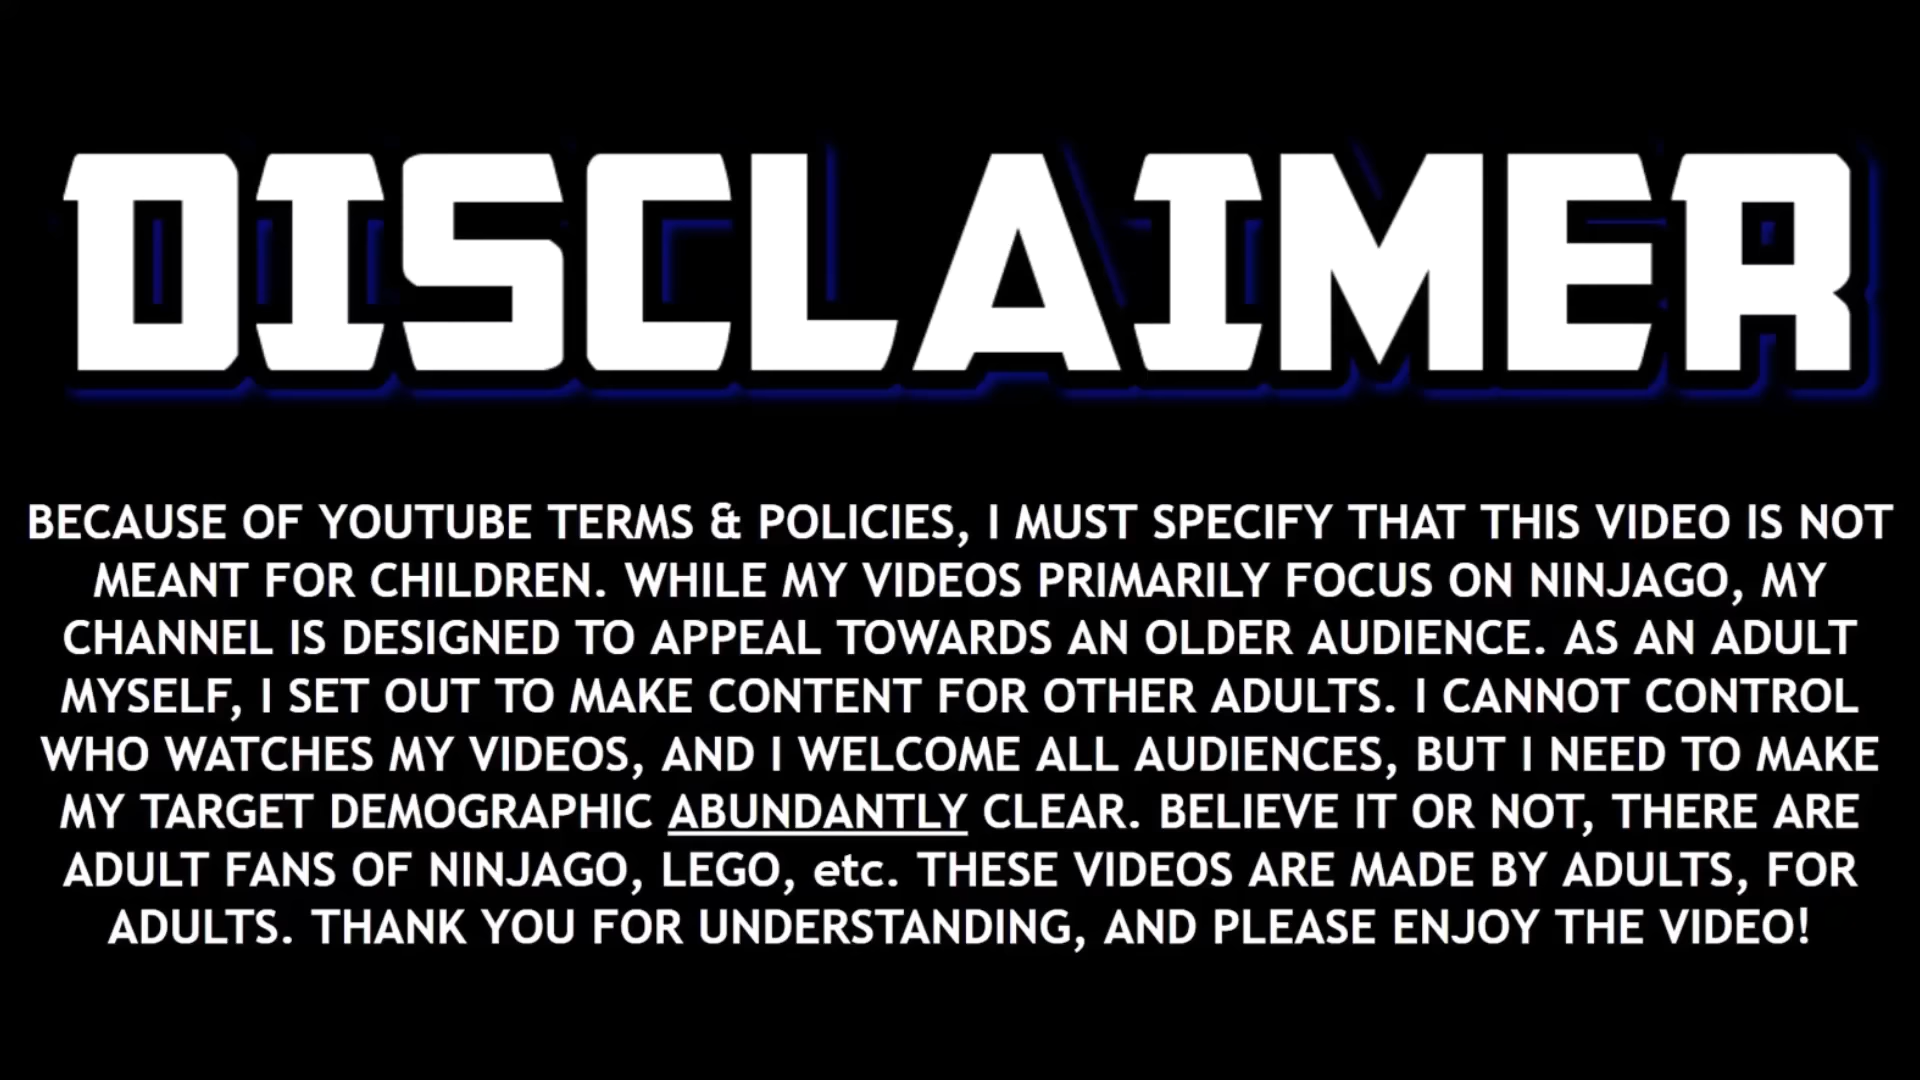 DISCLAIMER
BECAUSE OF YOUTUBE TERMS & POLICIES, I MUST SPECIFY THAT THIS VIDEO IS NOT
MEANT FOR CHILDREN. WHILE MY VIDEOS PRIMARILY FOCUS ON NINJAGO, MY
CHANNEL IS DESIGNED TO APPEAL TOWARDS AN OLDER AUDIENCE. AS AN ADULT
MYSELF, I SET OUT TO MAKE CONTENT FOR OTHER ADULTS. I CANNOT CONTROL
WHO WATCHES MY VIDEOS, AND I WELCOME ALL AUDIENCES, BUT I NEED TO MAKE
MY TARGET DEMOGRAPHIC ABUNDANTLY CLEAR. BELIEVE IT OR NOT, THERE ARE
ADULT FANS OF NINJAGO, LEGO, etc. THESE VIDEOS ARE MADE BY ADULTS, FOR
ADULTS. THANK YOU FOR UNDERSTANDING, AND PLEASE ENJOY THE VIDEO!